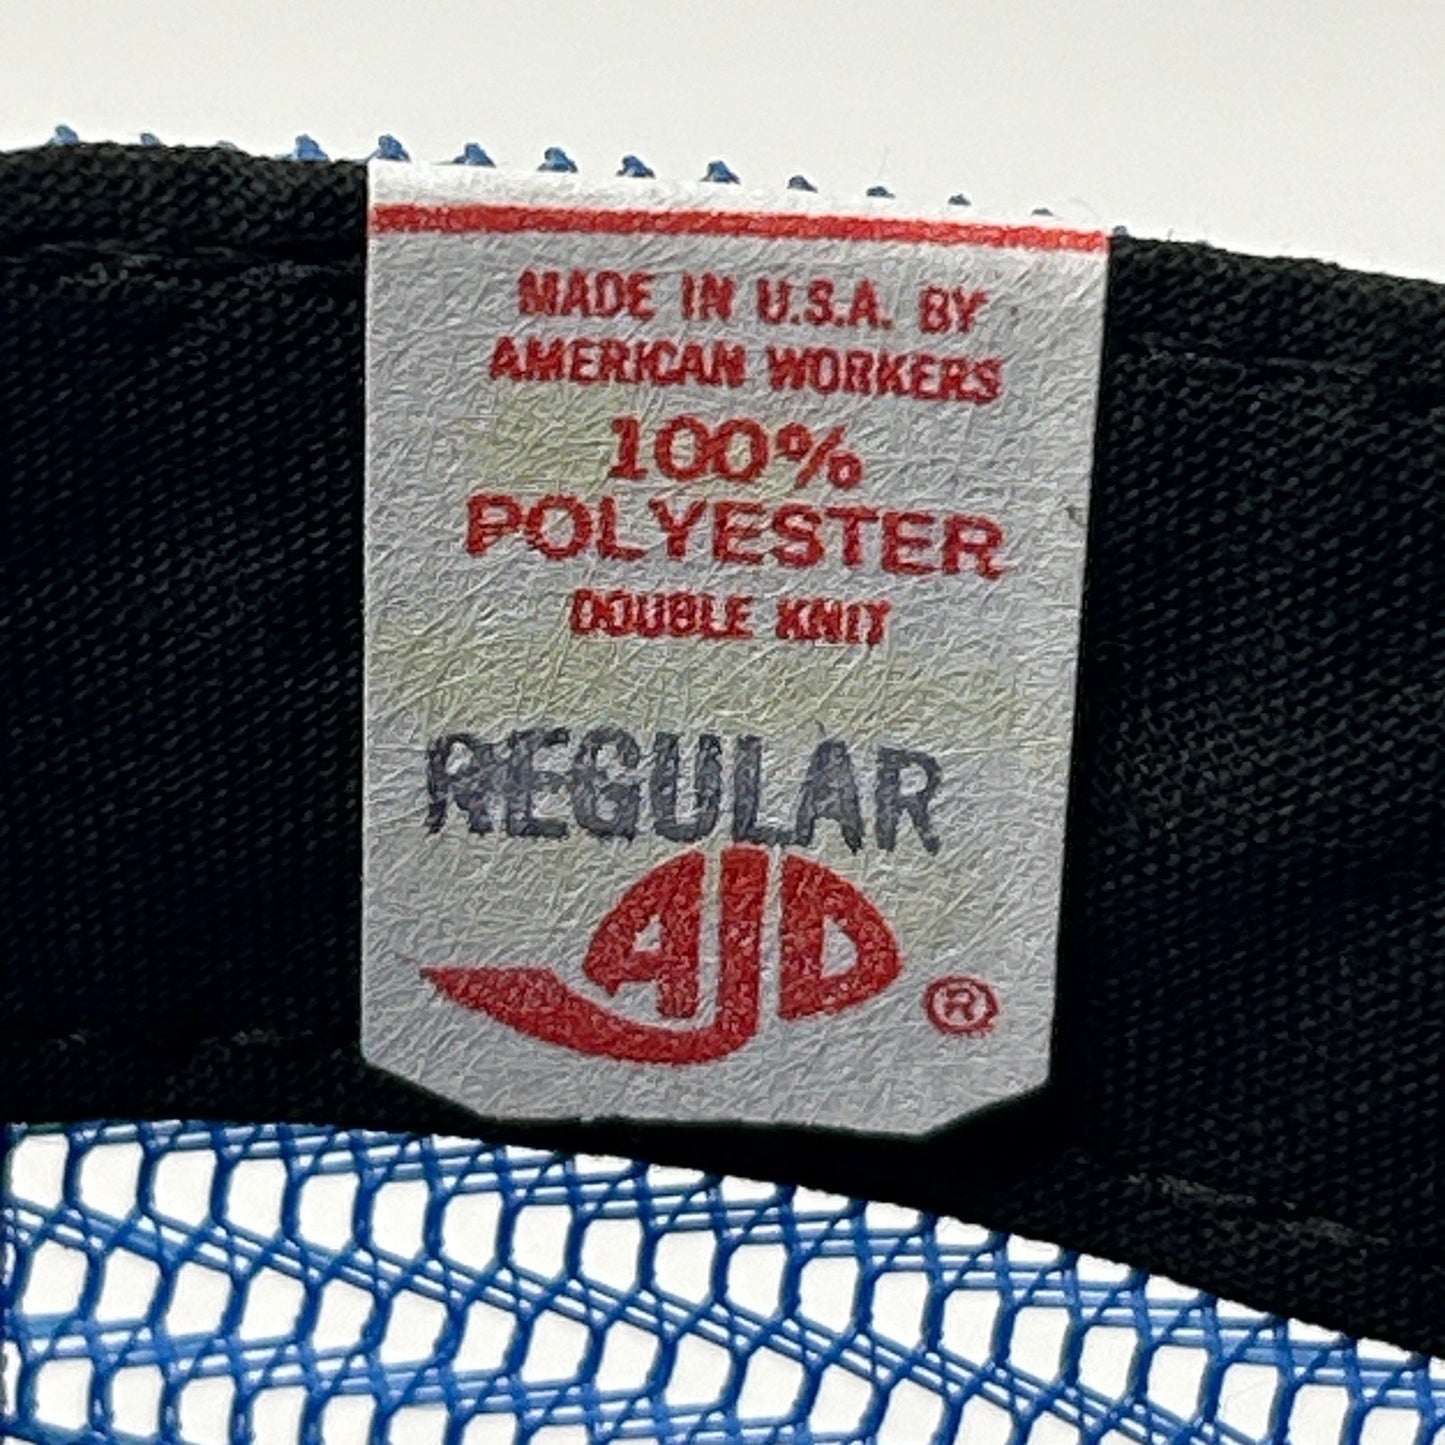 MADE IN U.S.A. BY
AMERICAN WORKERS
100%
POLYESTER
DOUBLE KNIT
REGULAR
AJD ®